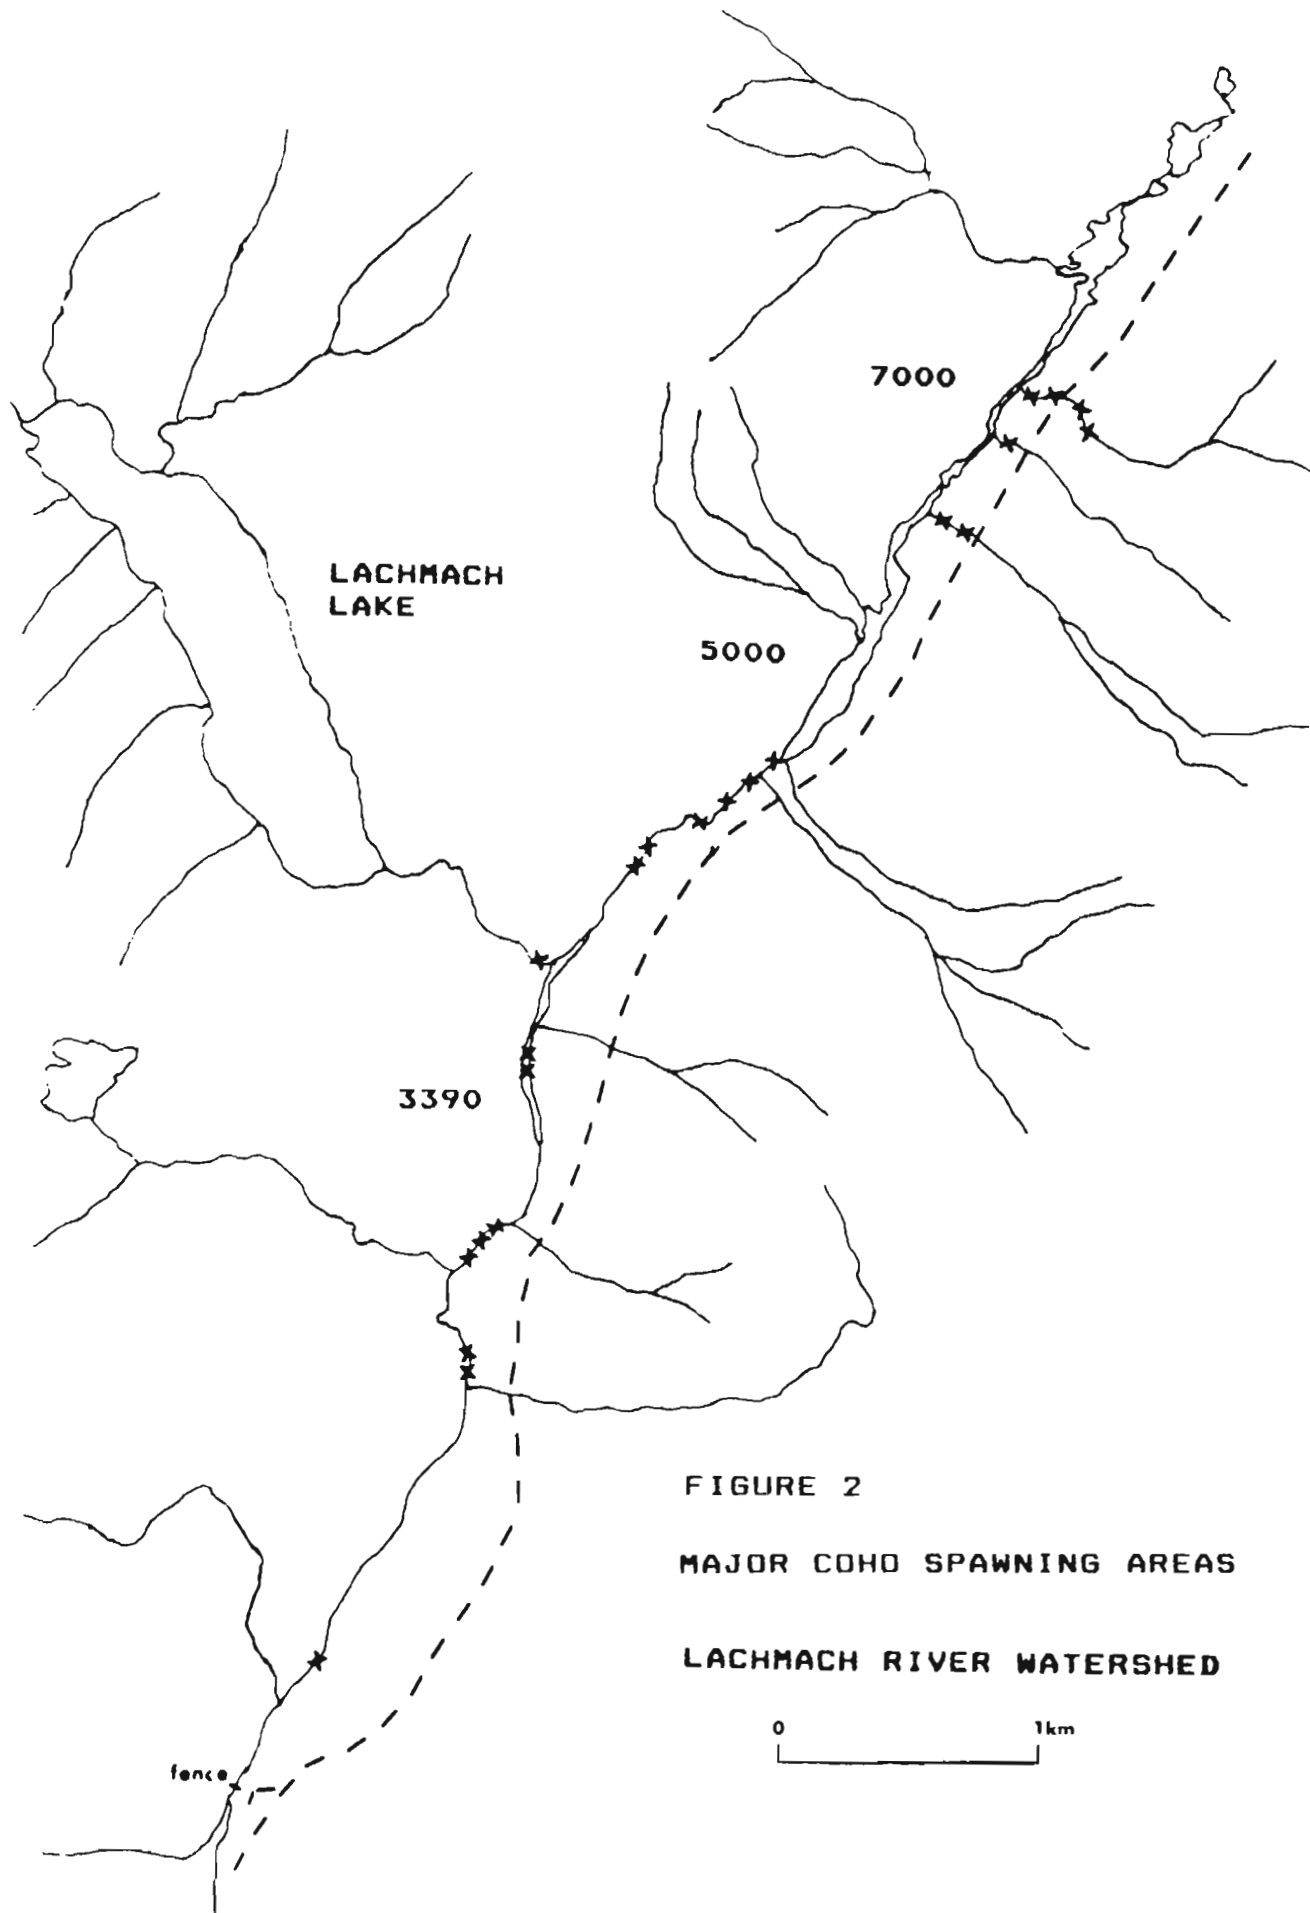 7000
LACHMACH
LAKE
5000
3390
FIGURE 2
MAJOR COHO SPAWNING AREAS
LACHMACH RIVER WATERSHED
0 1km
fence